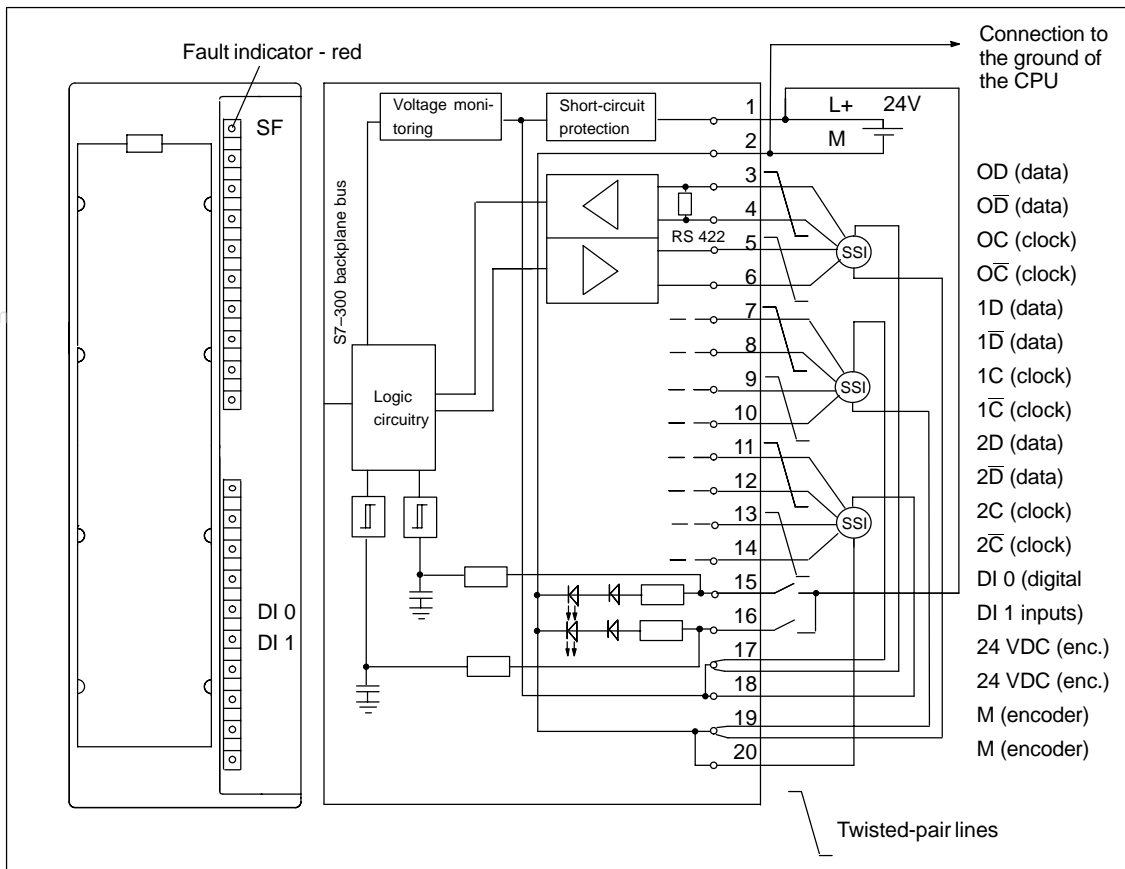 Fault indicator - red
SF
DI 0
DI 1
S7–300 backplane bus
Voltage moni-
toring
Short-circuit
protection
Logic
circuitry
RS 422
1
2
3
4
5
6
7
8
9
10
11
12
13
14
15
16
17
18
19
20
L+
24V
M
SSI
SSI
SSI
Connection to
the ground of
the CPU
OD (data)
OD̅ (data)
OC (clock)
OC̅ (clock)
1D (data)
1D̅ (data)
1C (clock)
1C̅ (clock)
2D (data)
2D̅ (data)
2C (clock)
2C̅ (clock)
DI 0 (digital
DI 1 inputs)
24 VDC (enc.)
24 VDC (enc.)
M (encoder)
M (encoder)
Twisted-pair lines